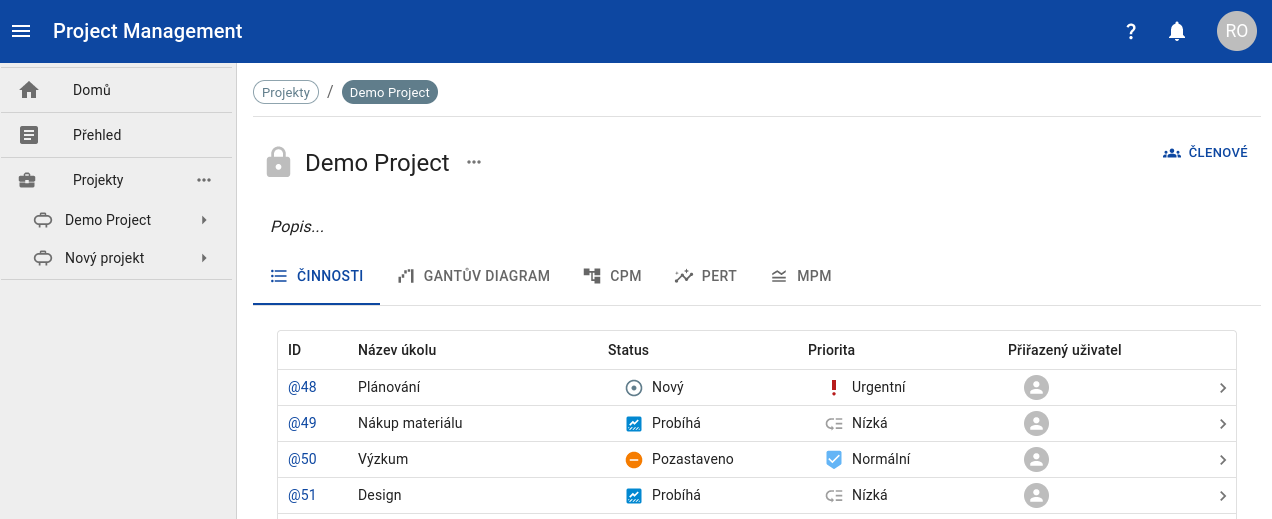 Project Management
?
RO
Domů
Přehled
Projekty
Demo Project
Nový projekt
Projekty / Demo Project
Demo Project
ČLENOVÉ
Popis...
ČINNOSTI GANTŮV DIAGRAM CPM PERT MPM
ID Název úkolu Status Priorita Přiřazený uživatel
@48 Plánování Nový Urgentní
@49 Nákup materiálu Probíhá Nízká
@50 Výzkum Pozastaveno Normální
@51 Design Probíhá Nízká